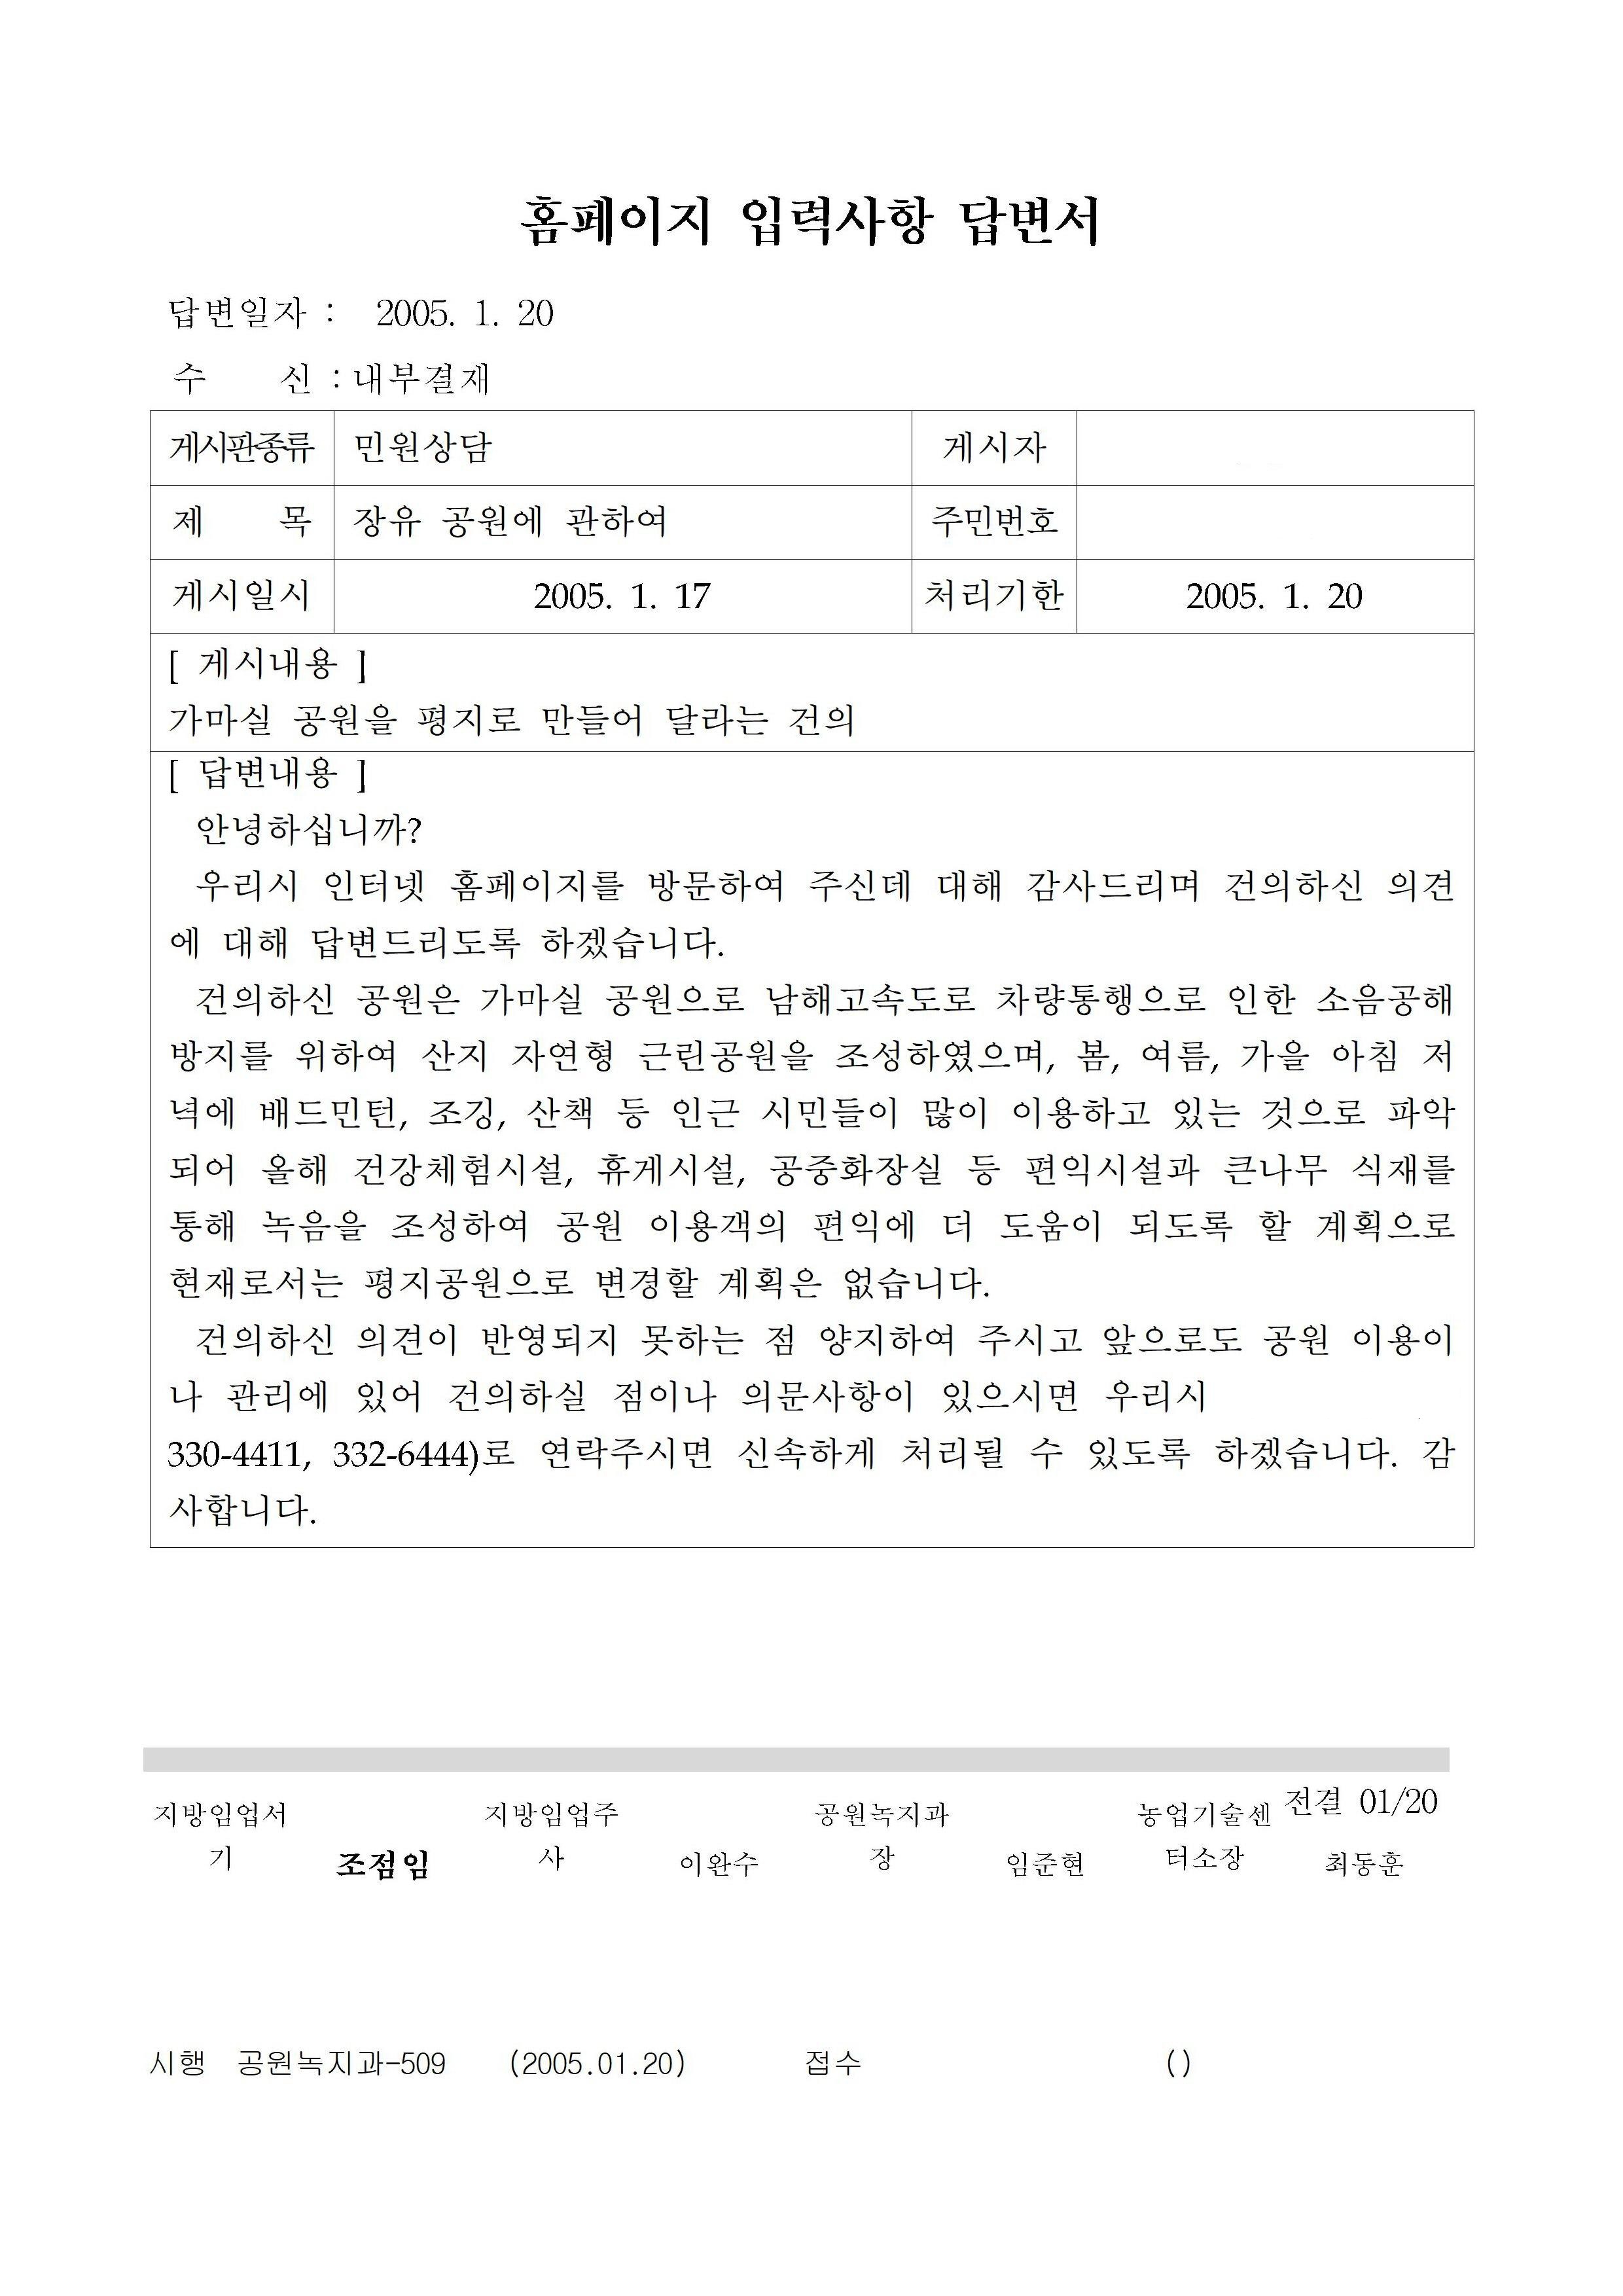 홈페이지 입력사항 답변서
답변일자 : 2005. 1. 20
수 신 : 내부결재
게시판종류 민원상담 게시자
제 목 장유 공원에 관하여 주민번호
게시일시 2005. 1. 17 처리기한 2005. 1. 20
[ 게시내용 ]
가마실 공원을 평지로 만들어 달라는 건의
[ 답변내용 ]
안녕하십니까?
우리시 인터넷 홈페이지를 방문하여 주신데 대해 감사드리며 건의하신 의견
에 대해 답변드리도록 하겠습니다.
건의하신 공원은 가마실 공원으로 남해고속도로 차량통행으로 인한 소음공해
방지를 위하여 산지 자연형 근린공원을 조성하였으며, 봄, 여름, 가을 아침 저
녁에 배드민턴, 조깅, 산책 등 인근 시민들이 많이 이용하고 있는 것으로 파악
되어 올해 건강체험시설, 휴게시설, 공중화장실 등 편익시설과 큰나무 식재를
통해 녹음을 조성하여 공원 이용객의 편익에 더 도움이 되도록 할 계획으로
현재로서는 평지공원으로 변경할 계획은 없습니다.
건의하신 의견이 반영되지 못하는 점 양지하여 주시고 앞으로도 공원 이용이
나 관리에 있어 건의하실 점이나 의문사항이 있으시면 우리시
330-4411, 332-6444)로 연락주시면 신속하게 처리될 수 있도록 하겠습니다. 감
사합니다.
지방임업서 지방임업주 공원녹지과 농업기술센 전결 01/20
기 조점임 사 이완수 장 임준현 터소장 최동훈
시행 공원녹지과-509 (2005.01.20) 접수 ()